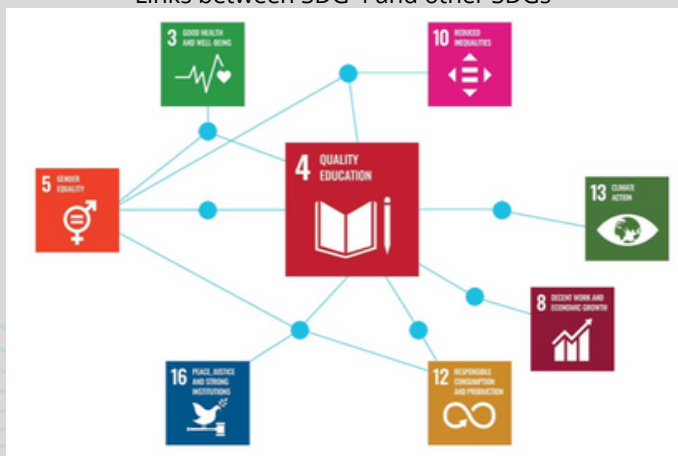 Links between SDG 4 and other SDGs
3 GOOD HEALTH
AND WELL-BEING
10 REDUCED
INEQUALITIES
4 QUALITY
EDUCATION
5 GENDER
EQUALITY
13 CLIMATE
ACTION
8 DECENT WORK AND
ECONOMIC GROWTH
16 PEACE, JUSTICE
AND STRONG
INSTITUTIONS
12 RESPONSIBLE
CONSUMPTION
AND PRODUCTION